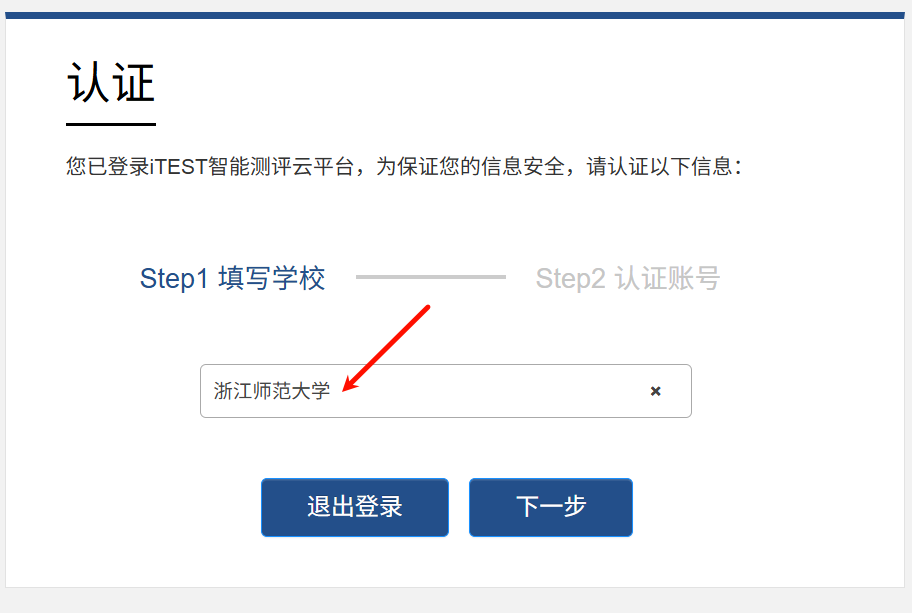 认证
您已登录iTEST智能测评云平台，为保证您的信息安全，请认证以下信息：
Step1 填写学校 Step2 认证账号
浙江师范大学 ×
退出登录 下一步